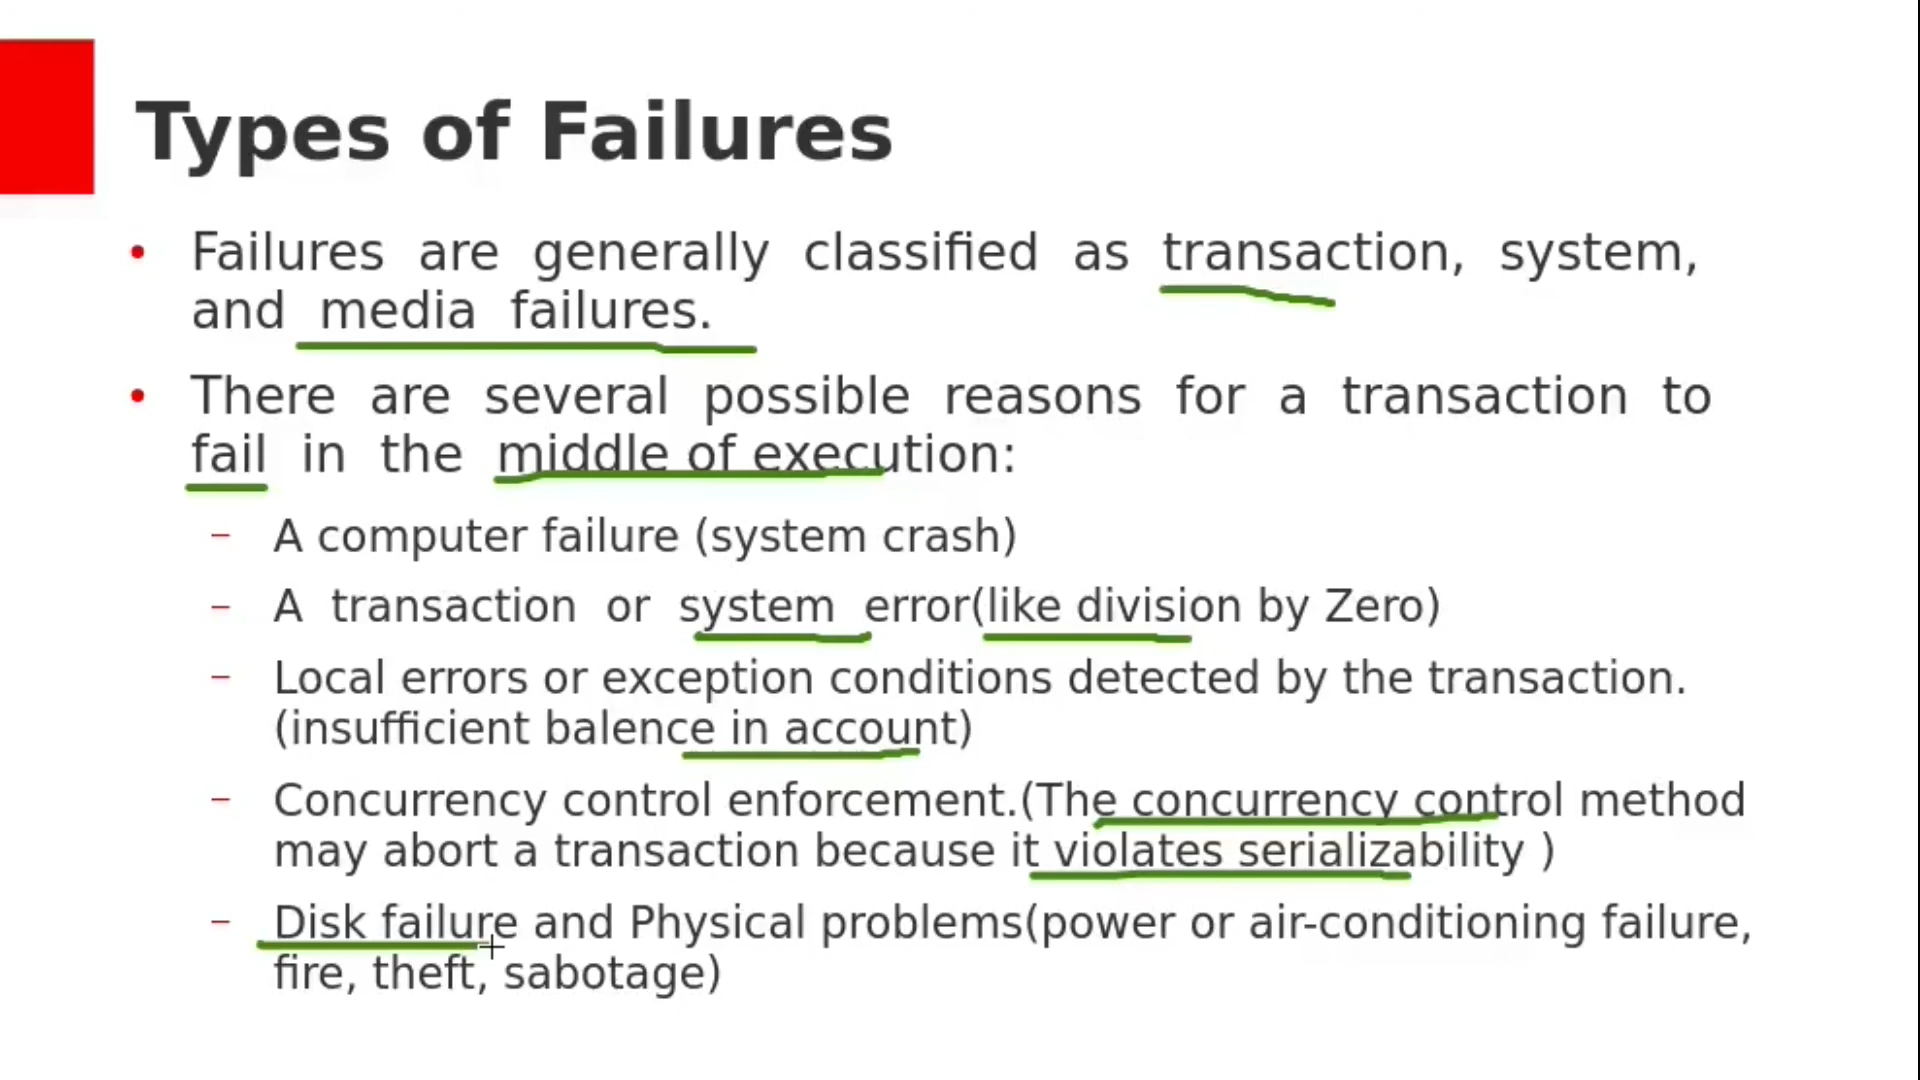 Types of Failures
• Failures are generally classified as transaction, system,
and media failures.
• There are several possible reasons for a transaction to
fail in the middle of execution:
– A computer failure (system crash)
– A transaction or system error(like division by Zero)
– Local errors or exception conditions detected by the transaction.
(insufficient balence in account)
– Concurrency control enforcement.(The concurrency control method
may abort a transaction because it violates serializability )
– Disk failure and Physical problems(power or air-conditioning failure,
fire, theft, sabotage)